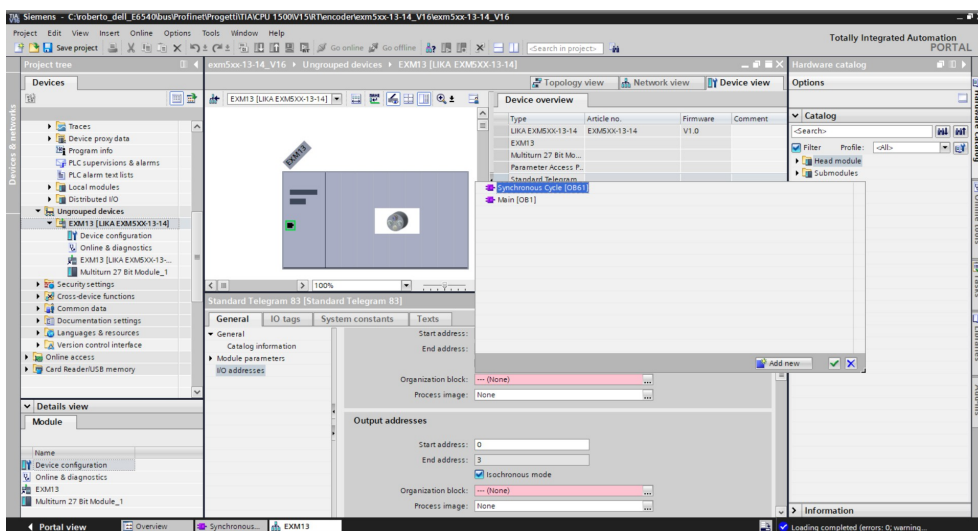 Siemens - C:\roberto_dell_E6540\bus\Profinet\Progetti\TIA\CPU 1500\V15\RT\encoder\exm5xx-13-14_V16\exm5xx-13-14_V16
Project Edit View Insert Online Options Tools Window Help
Totally Integrated Automation
PORTAL
Save project
Go online
Go offline
<Search in project>
Project tree
exm5xx-13-14_V16 ▸ Ungrouped devices ▸ EXM13 [LIKA EXM5XX-13-14]
Hardware catalog
Devices
Topology view
Network view
Device view
Options
EXM13 [LIKA EXM5XX-13-14]
Device overview
Type Article no. Firmware Comment
LIKA EXM5XX-13-14 EXM5XX-13-14 V1.0
EXM13
Multiturn 27 Bit Mo...
Parameter Access P..
Standard Telegram
Catalog
<Search>
Filter Profile: <All>
Head module
Submodules
Devices & networks
Traces
Device proxy data
Program info
PLC supervisions & alarms
PLC alarm text lists
Local modules
Distributed I/O
Ungrouped devices
EXM13 [LIKA EXM5XX-13-14]
Device configuration
Online & diagnostics
EXM13 [LIKA EXM5XX-13-...
Multiturn 27 Bit Module_1
Security settings
Cross-device functions
Common data
Documentation settings
Languages & resources
Version control interface
Online access
Card Reader/USB memory
EXM13
Synchronous Cycle [OB61]
Main [OB1]
Add new
100%
Standard Telegram 83 [Standard Telegram 83]
General IO tags System constants Texts
General
Catalog information
Module parameters
I/O addresses
Start address:
End address:
Organization block: --- (None)
Process image: None
Output addresses
Start address: 0
End address: 3
Isochronous mode
Organization block: --- (None)
Process image: None
Details view
Module
Name
Device configuration
Online & diagnostics
EXM13
Multiturn 27 Bit Module_1
Hardware catalog
Online tools
Tasks
Libraries
Add-ins
Information
Portal view
Overview
Synchronous...
EXM13
Loading completed (errors: 0; warning...